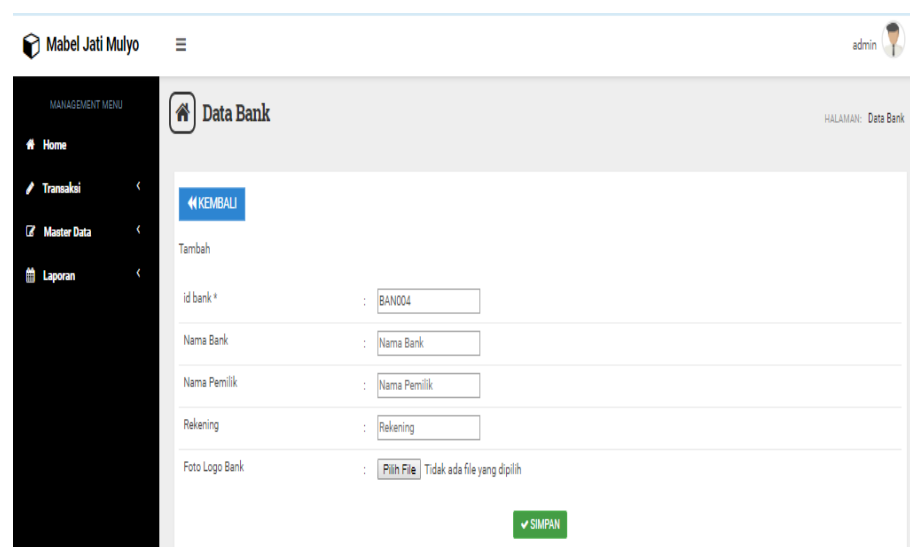 Mabel Jati Mulyo
admin
MANAGEMENT MENU
Home
Transaksi
Master Data
Laporan
Data Bank
HALAMAN: Data Bank
KEMBALI
Tambah
id bank * : BAN004
Nama Bank : Nama Bank
Nama Pemilik : Nama Pemilik
Rekening : Rekening
Foto Logo Bank : Pilih File Tidak ada file yang dipilih
SIMPAN